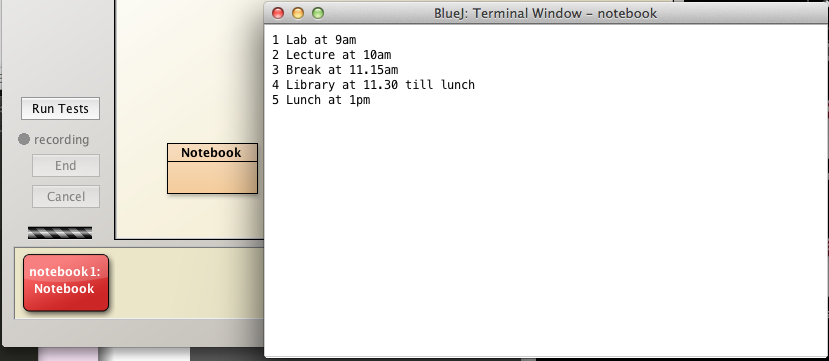 BlueJ: Terminal Window – notebook
1 Lab at 9am
2 Lecture at 10am
3 Break at 11.15am
4 Library at 11.30 till lunch
5 Lunch at 1pm
Run Tests
recording
End
Cancel
Notebook
notebook1:
Notebook